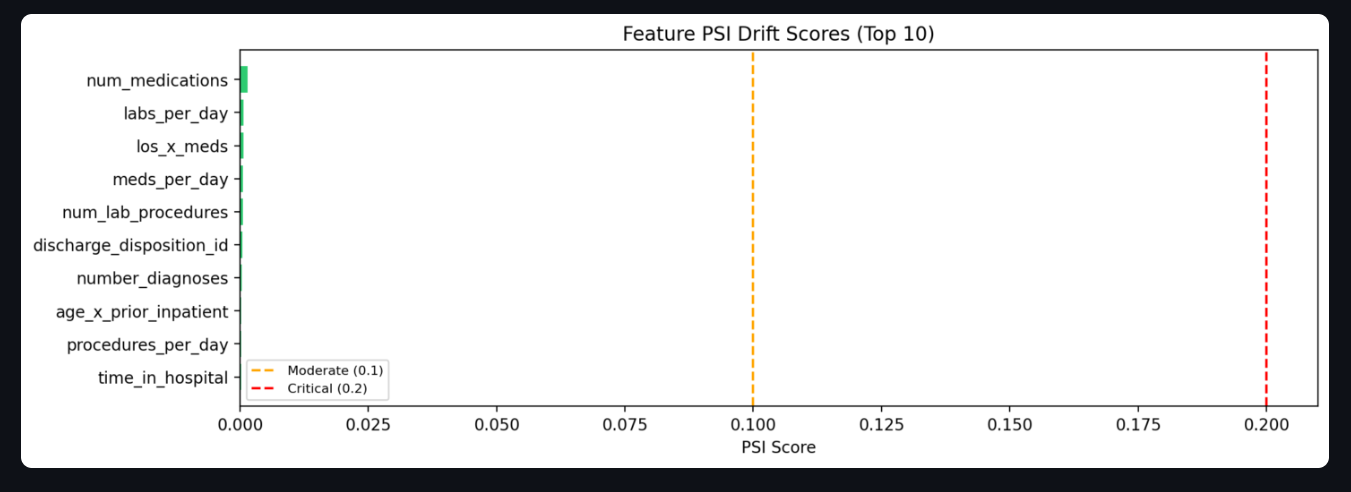 Feature PSI Drift Scores (Top 10)
num_medications
labs_per_day
los_x_meds
meds_per_day
num_lab_procedures
discharge_disposition_id
number_diagnoses
age_x_prior_inpatient
procedures_per_day
time_in_hospital
Moderate (0.1)
Critical (0.2)
0.000 0.025 0.050 0.075 0.100 0.125 0.150 0.175 0.200
PSI Score